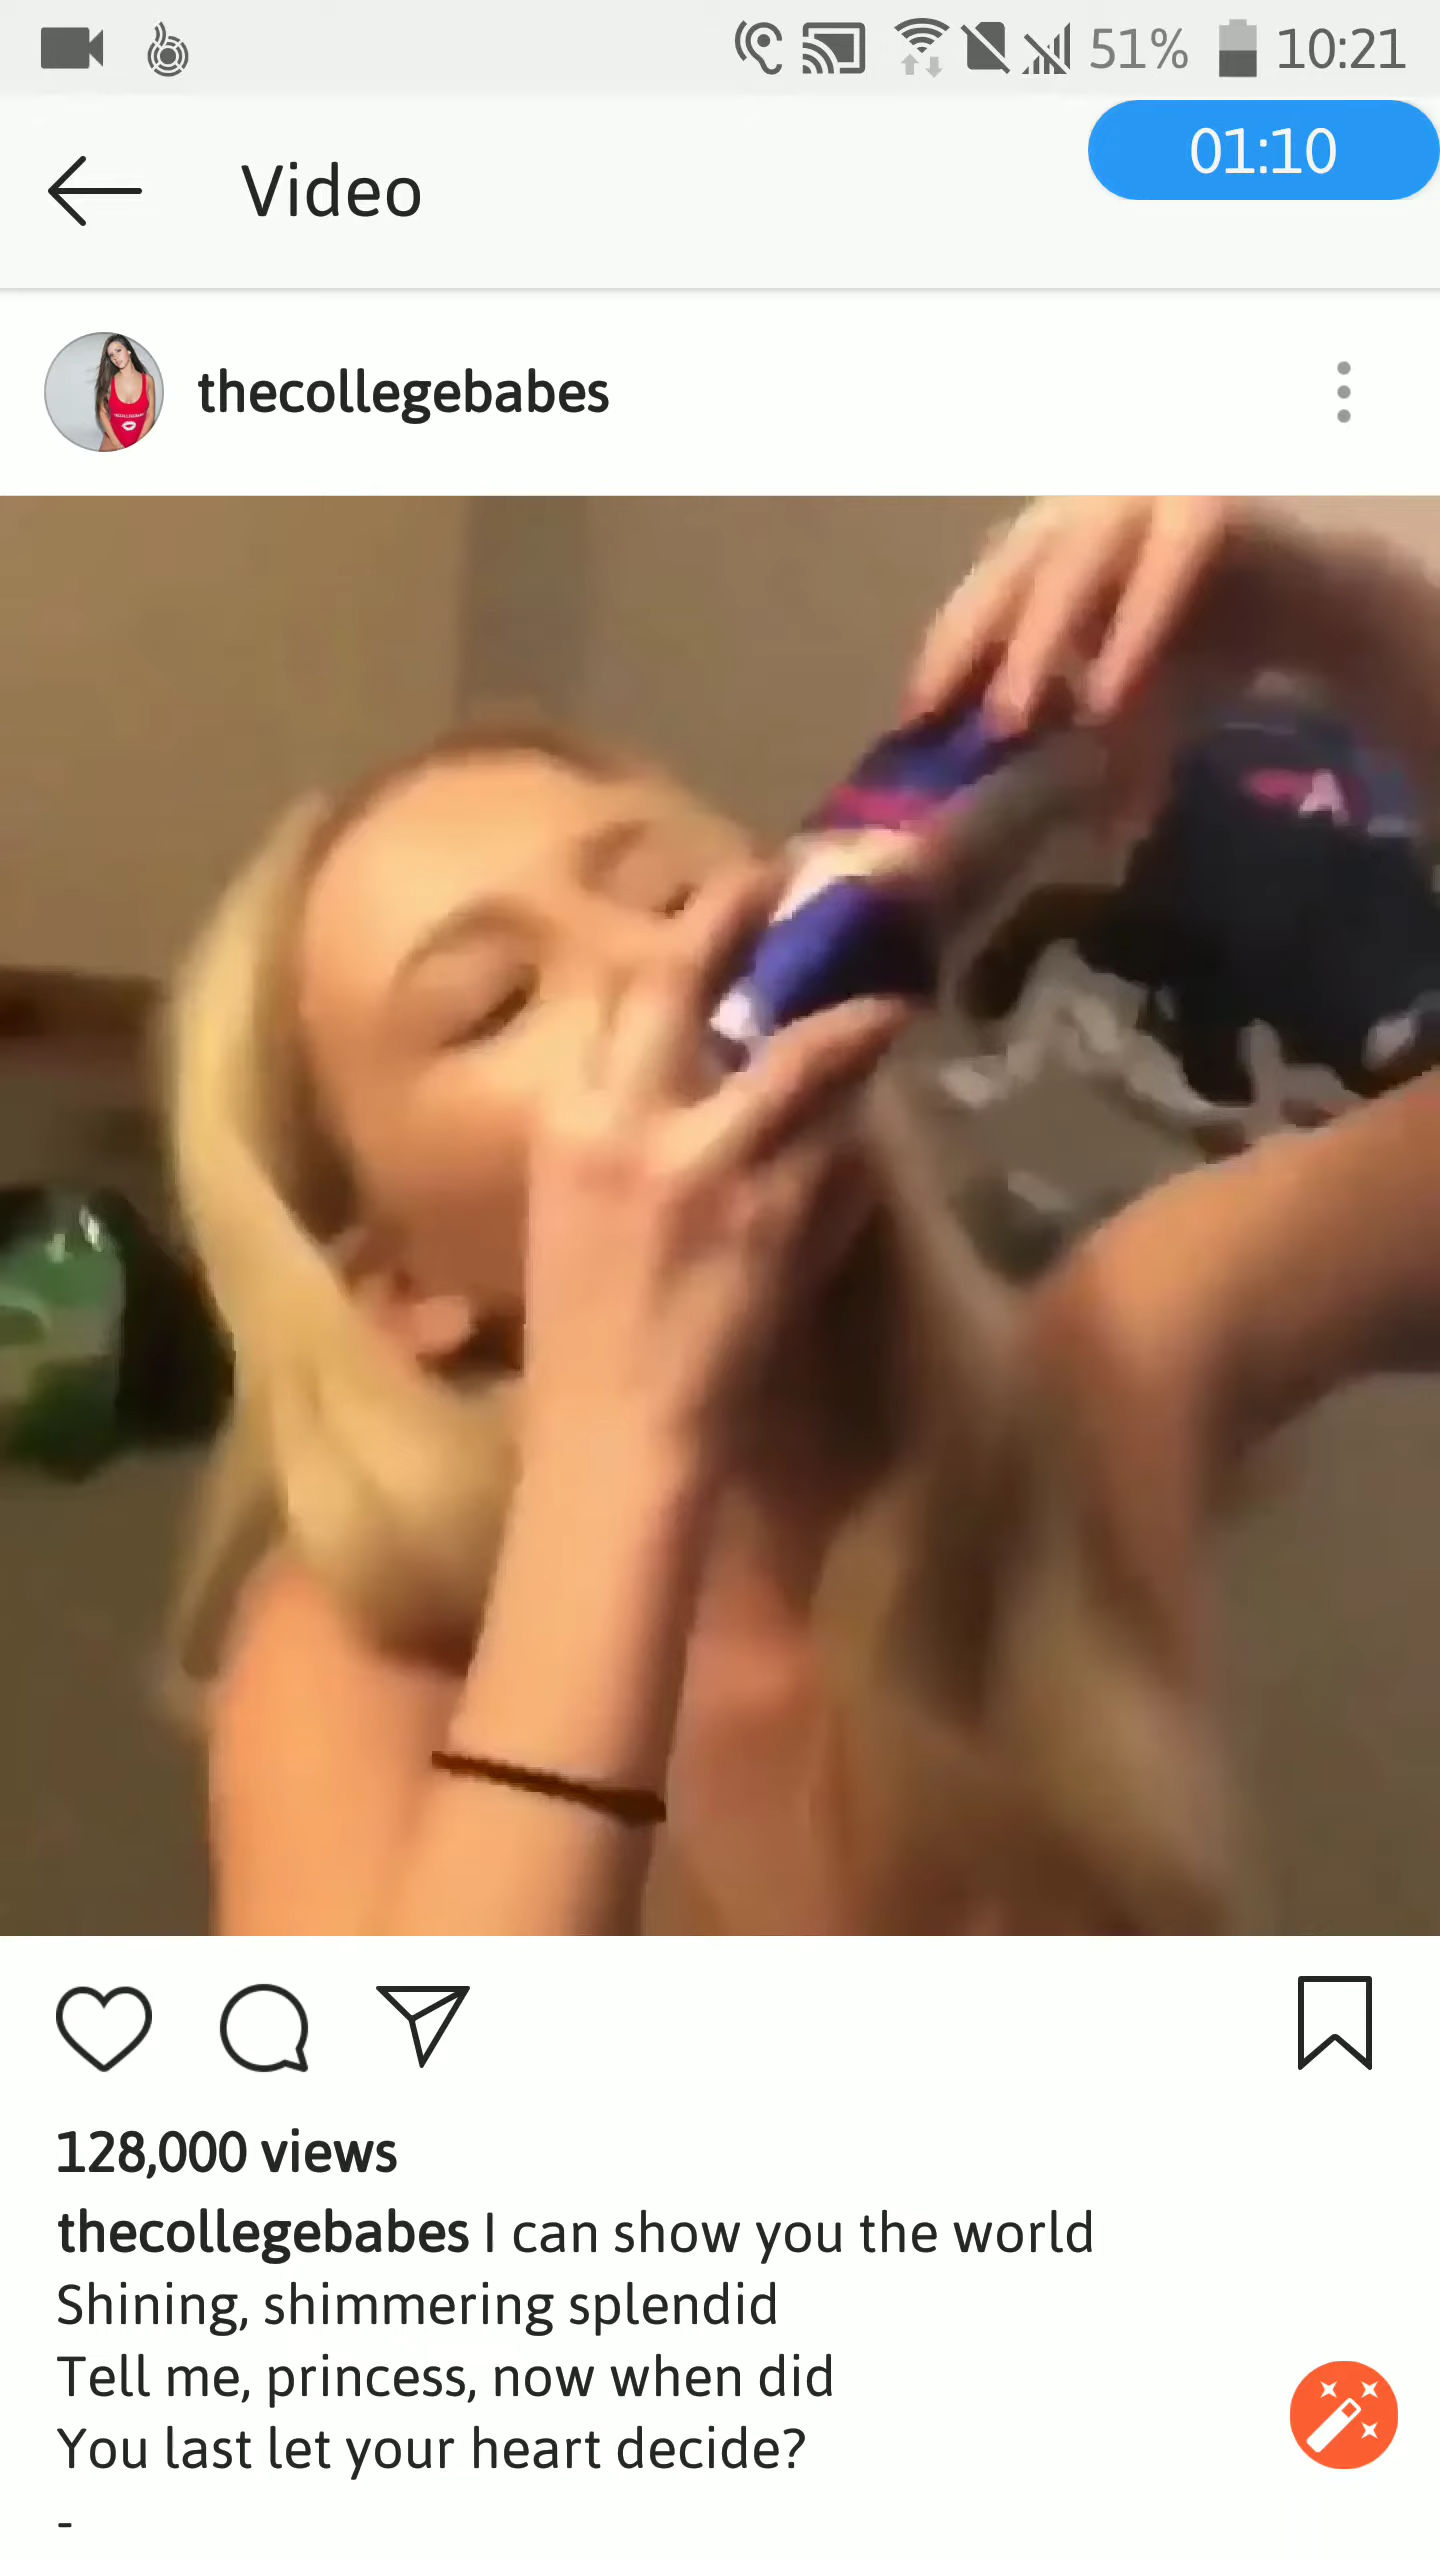 51% 10:21
01:10
Video
thecollegebabes
128,000 views
thecollegebabes I can show you the world
Shining, shimmering splendid
Tell me, princess, now when did
You last let your heart decide?
-